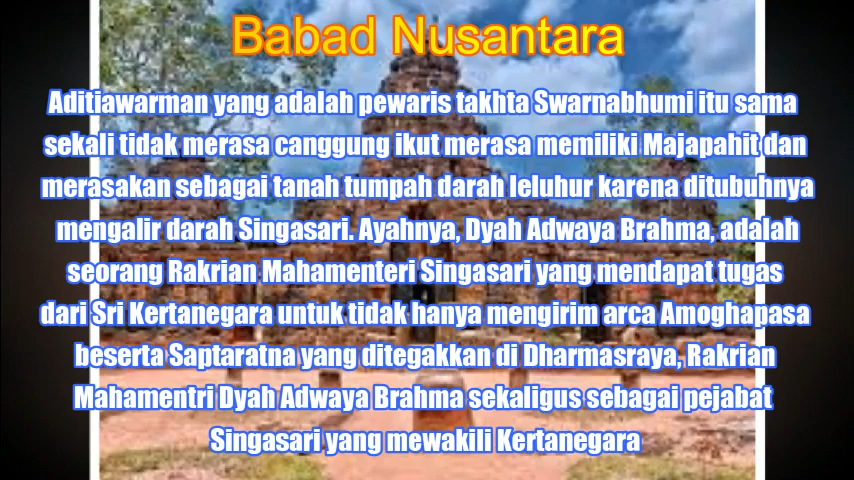 Babad Nusantara
Aditiawarman yang adalah pewaris takhta Swarnabhumi itu sama
sekali tidak merasa canggung ikut merasa memiliki Majapahit dan
merasakan sebagai tanah tumpah darah leluhur karena ditubuhnya
mengalir darah Singasari. Ayahnya, Dyah Adwaya Brahma, adalah
seorang Rakrian Mahamenteri Singasari yang mendapat tugas
dari Sri Kertanegara untuk tidak hanya mengirim arca Amoghapasa
beserta Saptaratna yang ditegakkan di Dharmasraya, Rakrian
Mahamentri Dyah Adwaya Brahma sekaligus sebagai pejabat
Singasari yang mewakili Kertanegara